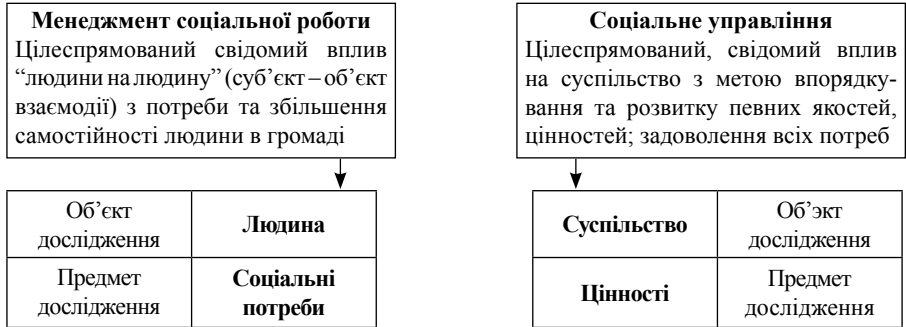 Менеджмент соціальної роботи
Цілеспрямований свідомий вплив
“людини на людину” (суб’єкт – об’єкт
взаємодії) з потреби та збільшення
самостійності людини в громаді
Соціальне управління
Цілеспрямований, свідомий вплив
на суспільство з метою впорядку-
вання та розвитку певних якостей,
цінностей; задоволення всіх потреб
Об’єкт
дослідження
Людина
Предмет
дослідження
Соціальні
потреби
Суспільство
Об’экт
дослідження
Цінності
Предмет
дослідження